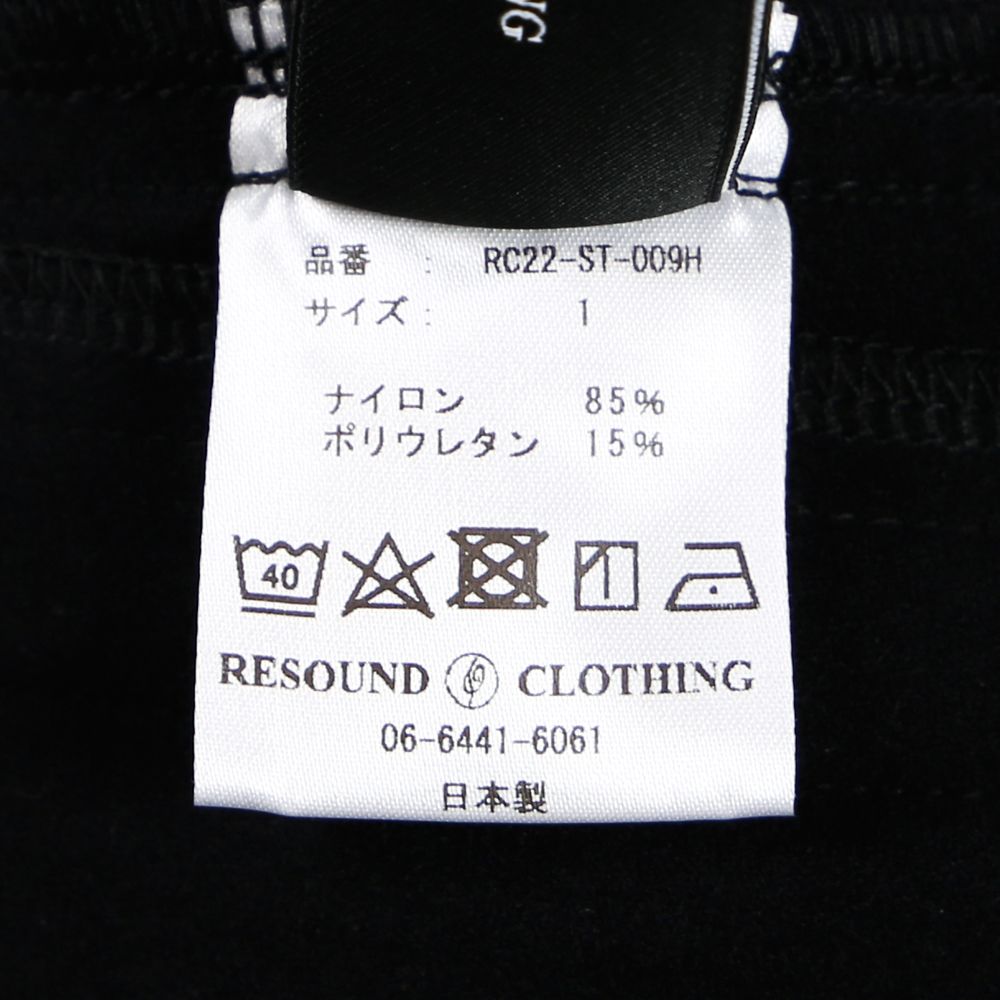 NG
品番 : RC22-ST-009H
サイズ : 1
ナイロン 85%
ポリウレタン 15%
40
RESOUND CLOTHING
06-6441-6061
日本製